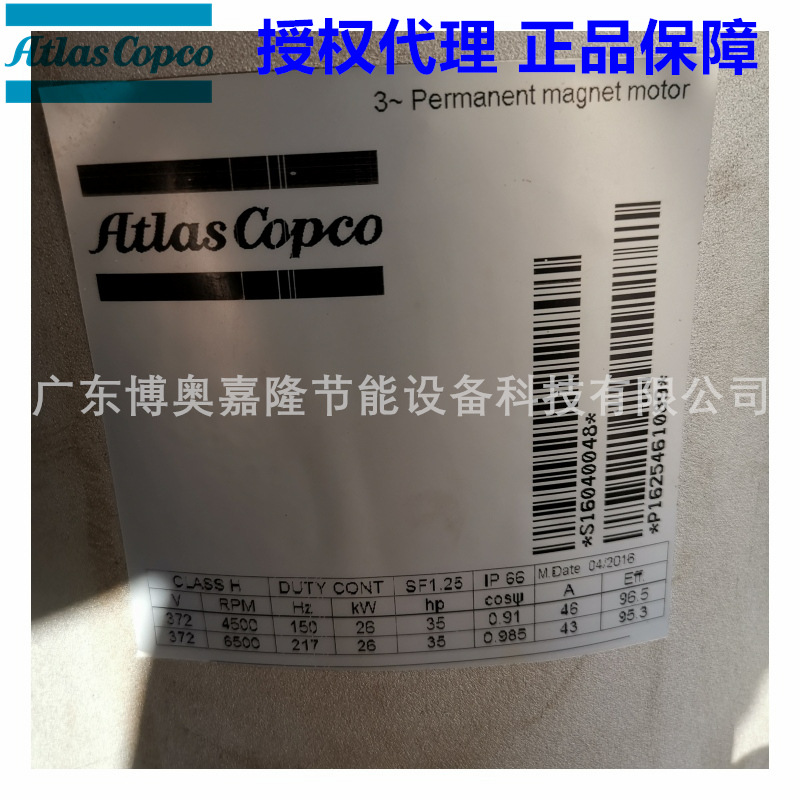 Atlas Copco
授权代理 正品保障
3~ Permanent magnet motor
Atlas Copco
*S16040048*
广东博奥嘉隆节能设备科技有限公司
CLASS H DUTY CONT SF1.25 IP 66 M.Date 04/2016
V RPM Hz kW hp cosψ A Eff.
372 4500 150 26 35 0.91 46 96.5
372 6500 217 26 35 0.985 43 95.3